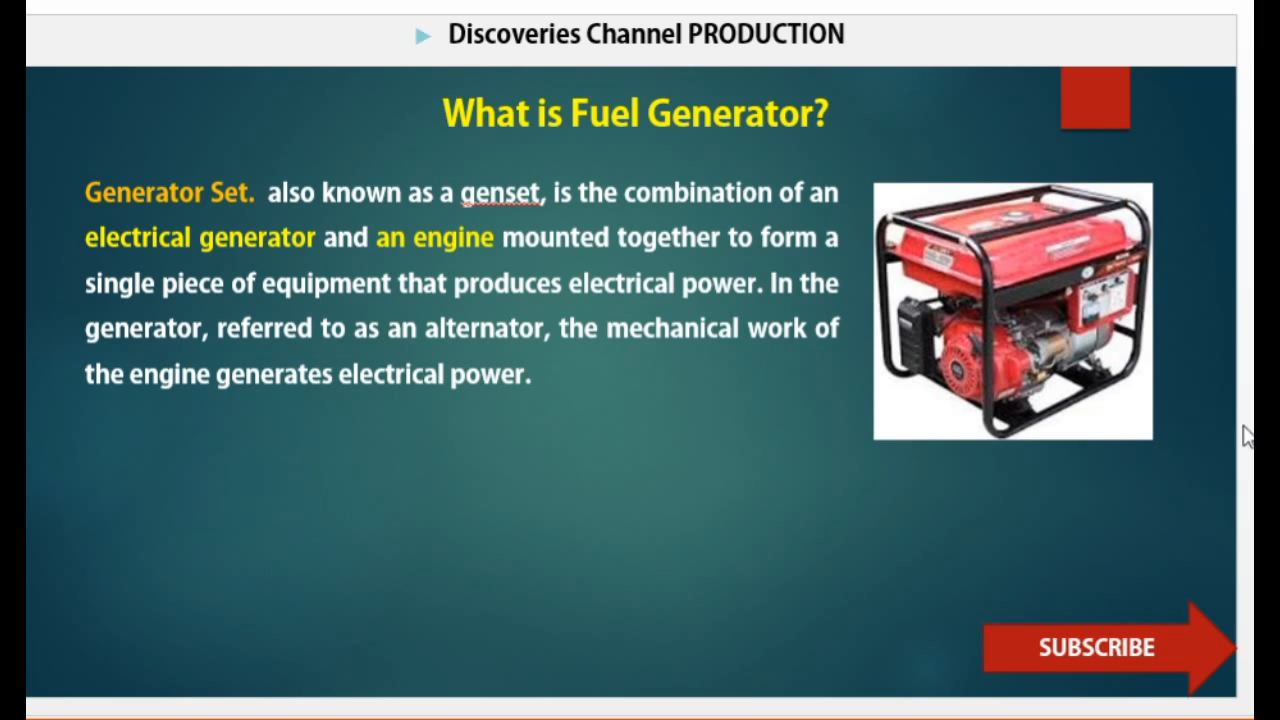 Discoveries Channel PRODUCTION
What is Fuel Generator?
Generator Set. also known as a genset, is the combination of an
electrical generator and an engine mounted together to form a
single piece of equipment that produces electrical power. In the
generator, referred to as an alternator, the mechanical work of
the engine generates electrical power.
SUBSCRIBE